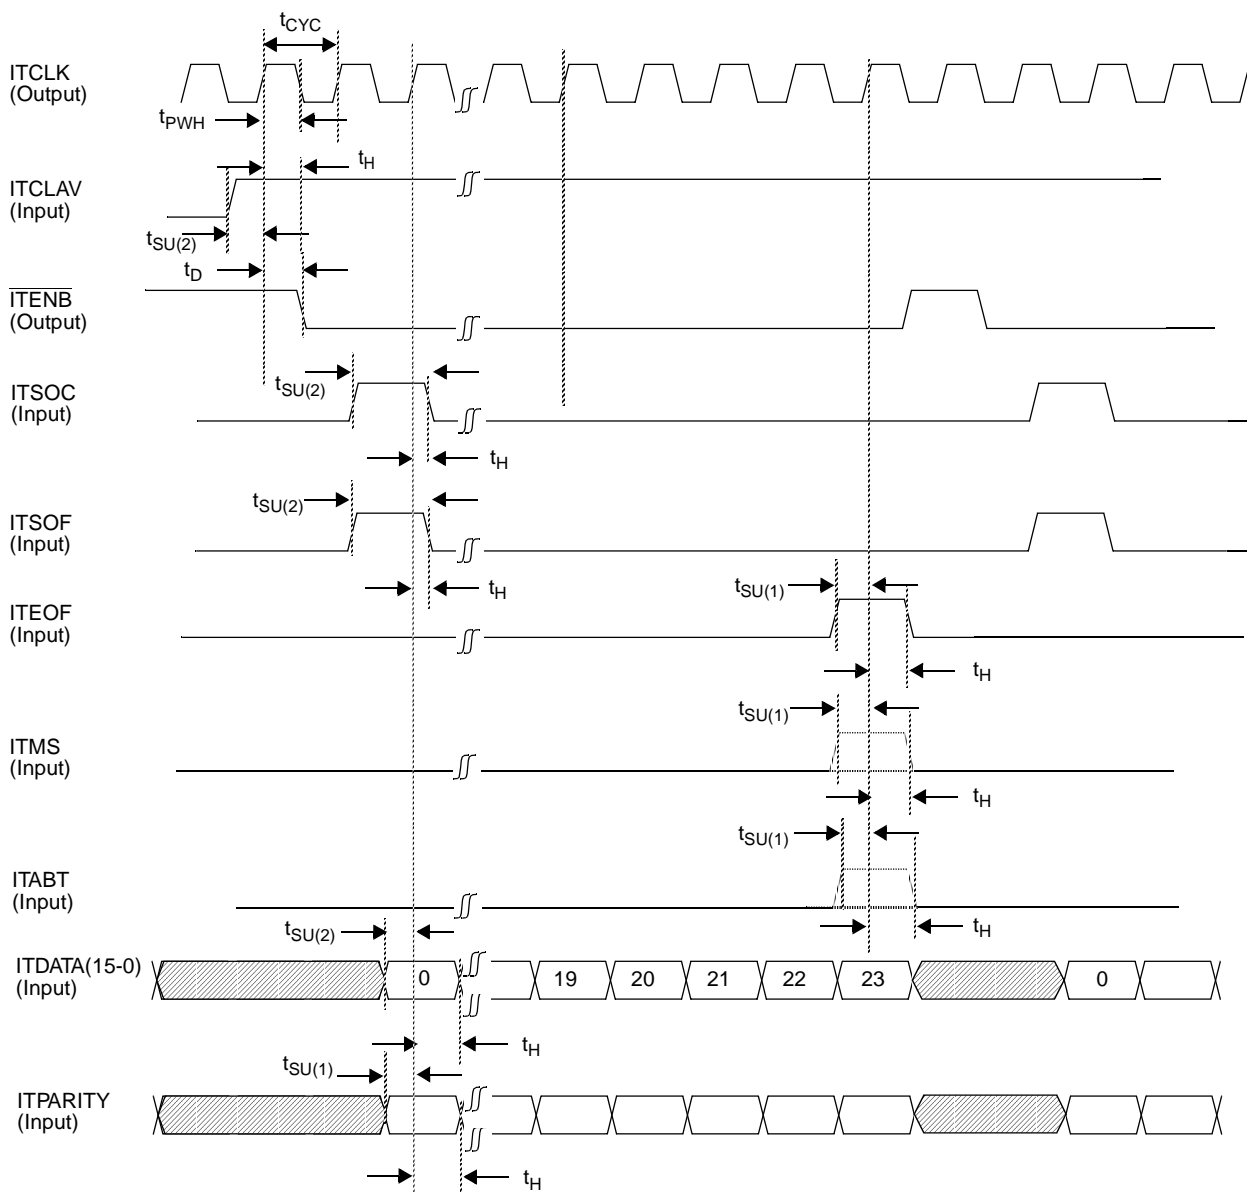 tCYC
ITCLK
(Output)
tPWH
tH
ITCLAV
(Input)
tSU(2)
tD
ITENB
(Output)
tSU(2)
ITSOC
(Input)
tH
tSU(2)
ITSOF
(Input)
tH
tSU(1)
ITEOF
(Input)
tH
tSU(1)
ITMS
(Input)
tH
tSU(1)
ITABT
(Input)
tH
tSU(2)
ITDATA(15-0)
(Input)
0 19 20 21 22 23 0
tH
tSU(1)
ITPARITY
(Input)
tH